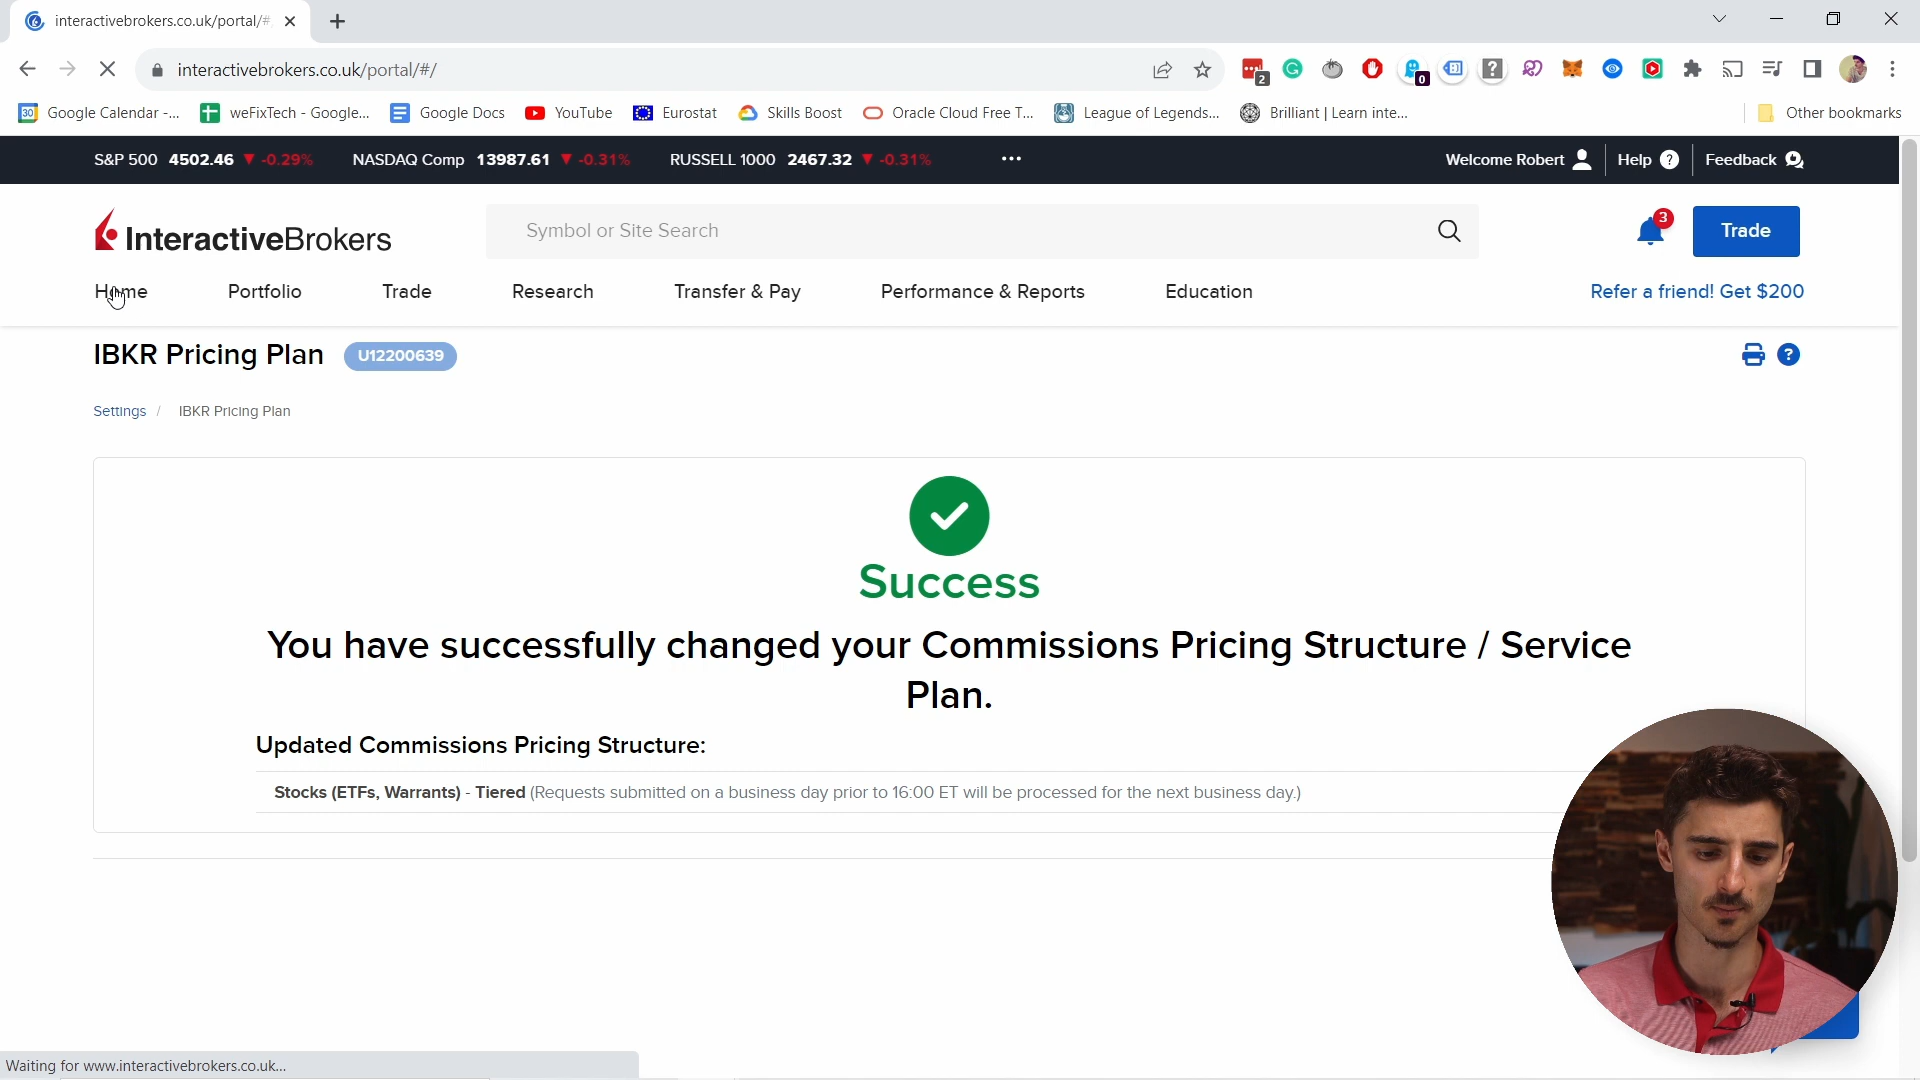 interactivebrokers.co.uk/portal/#
interactivebrokers.co.uk/portal/#/
2
0
30 Google Calendar -...
weFixTech - Google...
Google Docs
YouTube
Eurostat
Skills Boost
Oracle Cloud Free T...
League of Legends...
Brilliant | Learn inte...
Other bookmarks
S&P 500 4502.46 ▼ -0.29%
NASDAQ Comp 13987.61 ▼ -0.31%
RUSSELL 1000 2467.32 ▼ -0.31%
•••
Welcome Robert
Help ?
Feedback
InteractiveBrokers
Symbol or Site Search
3
Trade
Home
Portfolio
Trade
Research
Transfer & Pay
Performance & Reports
Education
Refer a friend! Get $200
IBKR Pricing Plan U12200639
?
Settings / IBKR Pricing Plan
Success
You have successfully changed your Commissions Pricing Structure / Service
Plan.
Updated Commissions Pricing Structure:
Stocks (ETFs, Warrants) - Tiered (Requests submitted on a business day prior to 16:00 ET will be processed for the next business day.)
Waiting for www.interactivebrokers.co.uk...